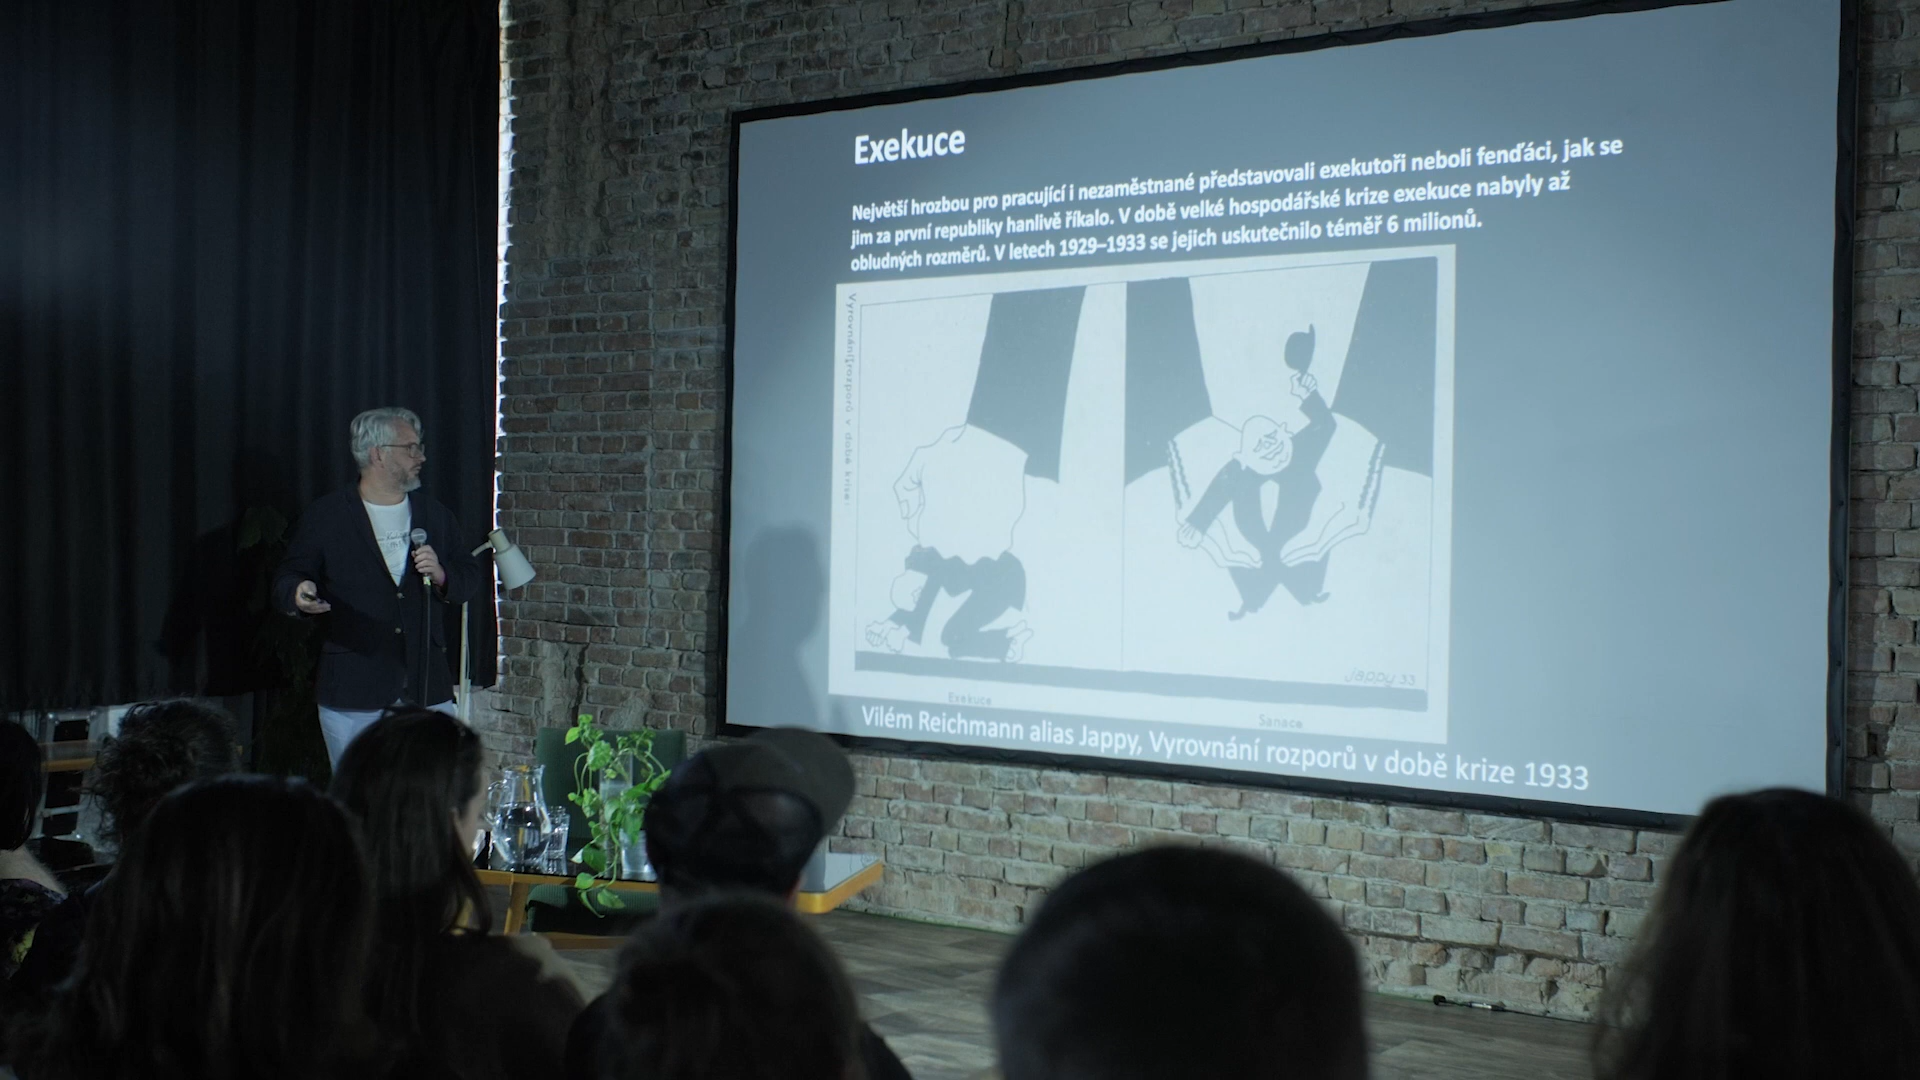 Exekuce
Největší hrozbou pro pracující i nezaměstnané představovali exekutoři neboli fenďáci, jak se
jim za první republiky hanlivě říkalo. V době velké hospodářské krize exekuce nabyly až
obludných rozměrů. V letech 1929–1933 se jejich uskutečnilo téměř 6 milionů.
Vyrovnání rozporů v době krise:
jappy 33
Exekuce
Sanace
Vilém Reichmann alias Jappy, Vyrovnání rozporů v době krize 1933